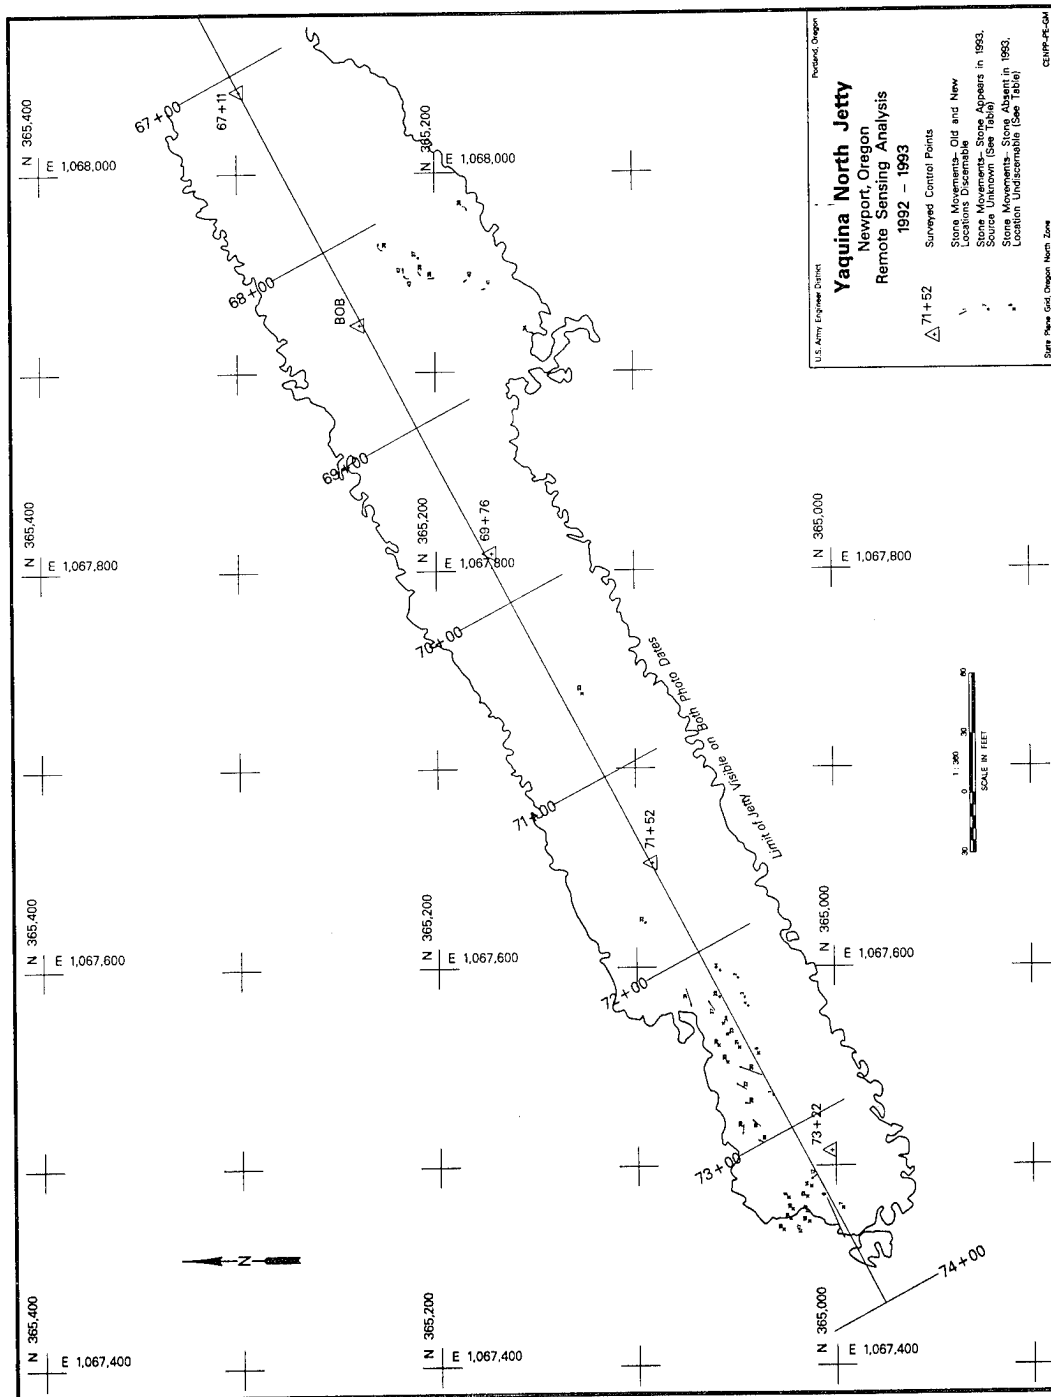 U.S. Army Engineer District
Portland, Oregon
Yaquina North Jetty
Newport, Oregon
Remote Sensing Analysis
1992 – 1993
71+52
Surveyed Control Points
Stone Movements– Old and New
Locations Discernable
Stone Movements– Stone Appears in 1993,
Source Unknown (See Table)
Stone Movements– Stone Absent in 1993,
Location Undiscernable (See Table)
State Plane Grid, Oregon North Zone
CENPP-PE-GM
N 365,400
E 1,067,400
N 365,400
E 1,067,600
N 365,400
E 1,067,800
N 365,400
E 1,068,000
N 365,200
E 1,067,400
N 365,200
E 1,067,600
N 365,200
E 1,067,800
N 365,200
E 1,068,000
N 365,000
E 1,067,400
N 365,000
E 1,067,600
N 365,000
E 1,067,800
67+00
67+11
68+00
BOB
69+00
69+76
70+00
71+00
71+52
72+00
73+00
73+22
74+00
Limit of Jetty Visible on Both Photo Dates
N
1 : 360
30 0 30 60
SCALE IN FEET